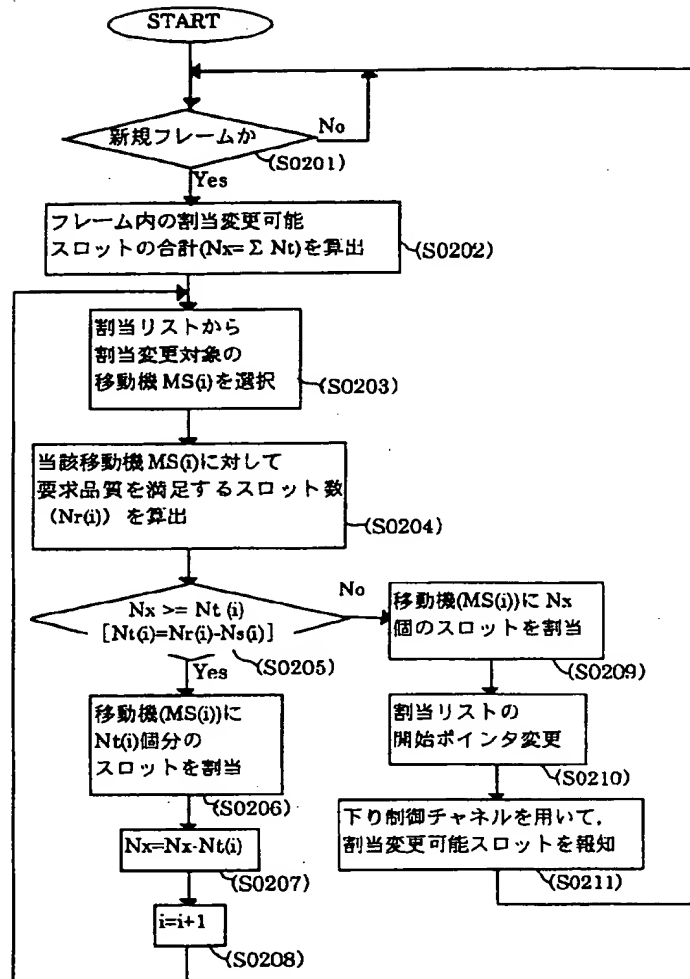 START
新規フレームか
No
(S0201)
Yes
フレーム内の割当変更可能
スロットの合計(Nx=Σ Nt)を算出
(S0202)
割当リストから
割当変更対象の
移動機MS(i)を選択
(S0203)
当該移動機MS(i)に対して
要求品質を満足するスロット数
(Nr(i)) を算出
(S0204)
Nx >= Nt (i)
[Nt(i)=Nr(i)-Ns(i)]
(S0205)
No
Yes
移動機(MS(i))に
Nt(i)個分の
スロットを割当
(S0206)
Nx=Nx-Nt(i)
(S0207)
i=i+1
(S0208)
移動機(MS(i))にNx
個のスロットを割当
(S0209)
割当リストの
開始ポインタ変更
(S0210)
下り制御チャネルを用いて,
割当変更可能スロットを報知
(S0211)